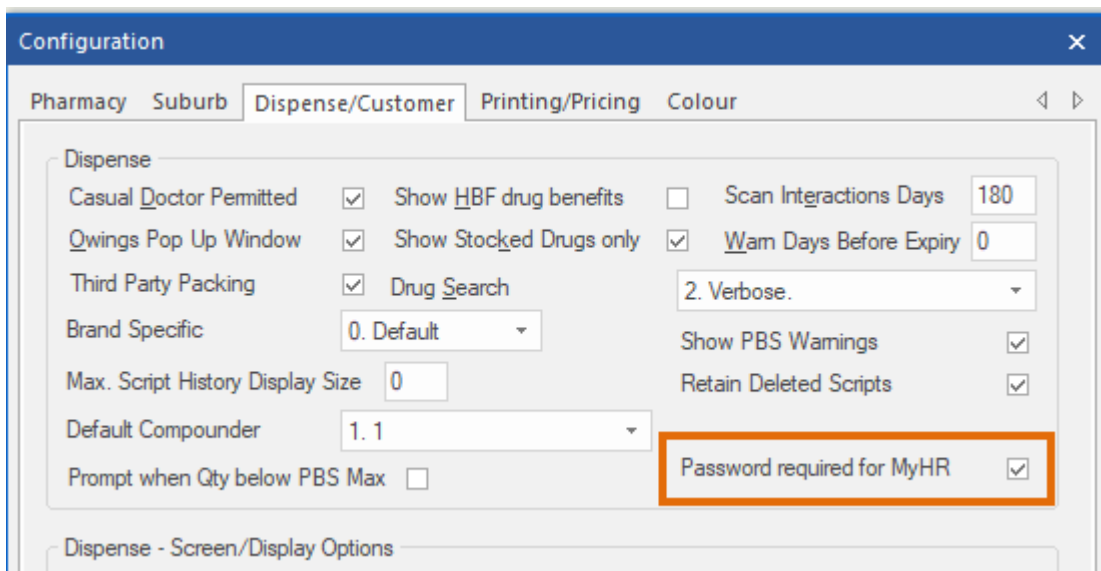 Configuration
Pharmacy Suburb Dispense/Customer Printing/Pricing Colour
Dispense
Casual Doctor Permitted Show HBF drug benefits Scan Interactions Days 180
Owings Pop Up Window Show Stocked Drugs only Warn Days Before Expiry 0
Third Party Packing Drug Search 2. Verbose.
Brand Specific 0. Default Show PBS Warnings
Max. Script History Display Size 0 Retain Deleted Scripts
Default Compounder 1. 1
Password required for MyHR
Prompt when Qty below PBS Max
Dispense - Screen/Display Options